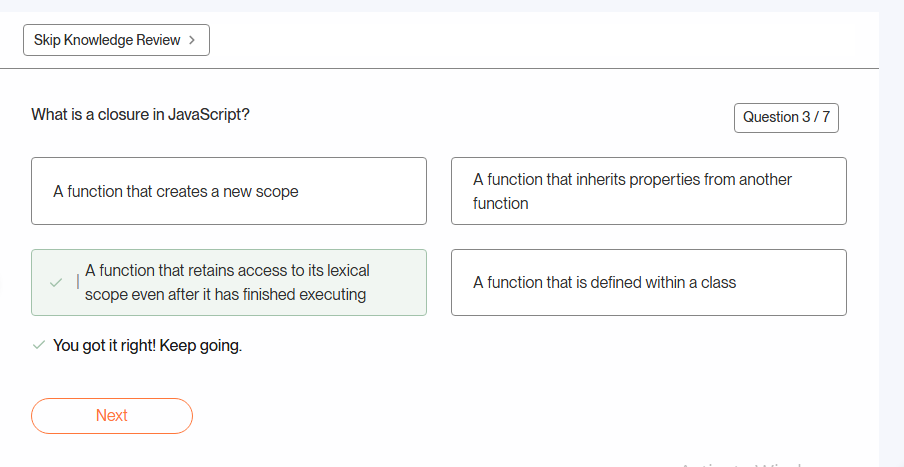 Skip Knowledge Review
What is a closure in JavaScript?
Question 3 / 7
A function that creates a new scope
A function that inherits properties from another
function
A function that retains access to its lexical
scope even after it has finished executing
A function that is defined within a class
You got it right! Keep going.
Next